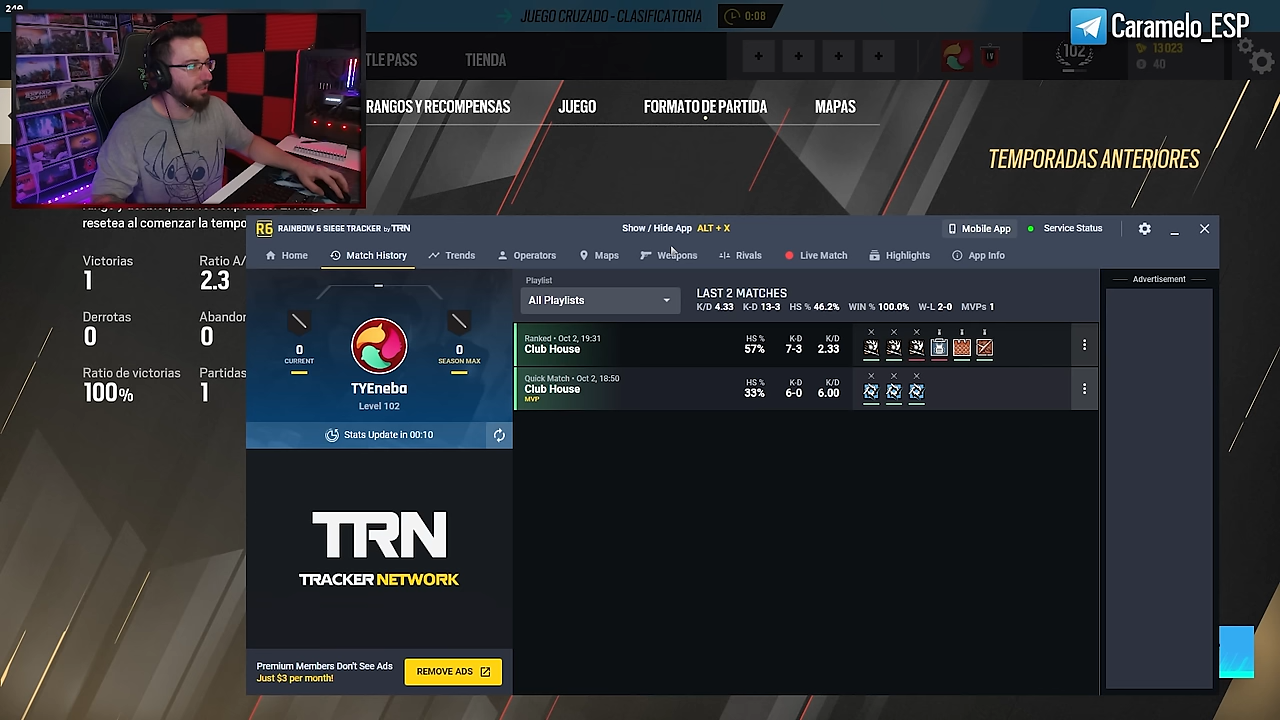 240
JUEGO CRUZADO - CLASIFICATORIA
0:08
Caramelo_ESP
TLE PASS
TIENDA
102
13 023
40
RANGOS Y RECOMPENSAS
JUEGO
FORMATO DE PARTIDA
MAPAS
TEMPORADAS ANTERIORES
resetea al comenzar la tempo
Victorias
1
Ratio A/
2.3
Derrotas
0
Abandor
0
Ratio de victorias
100%
Partidas
1
R6 RAINBOW 6 SIEGE TRACKER by TRN
Show / Hide App ALT + X
Mobile App
Service Status
Home
Match History
Trends
Operators
Maps
Weapons
Rivals
Live Match
Highlights
App Info
0
CURRENT
0
SEASON MAX
TYEneba
Level 102
Stats Update in 00:10
Playlist
All Playlists
LAST 2 MATCHES
K/D 4.33 K-D 13-3 HS % 46.2% WIN % 100.0% W-L 2-0 MVPs 1
Ranked • Oct 2, 19:31
Club House
HS %
57%
K-D
7-3
K/D
2.33
Quick Match • Oct 2, 18:50
Club House
MVP
HS %
33%
K-D
6-0
K/D
6.00
Advertisement
TRN
TRACKER NETWORK
Premium Members Don't See Ads
Just $3 per month!
REMOVE ADS